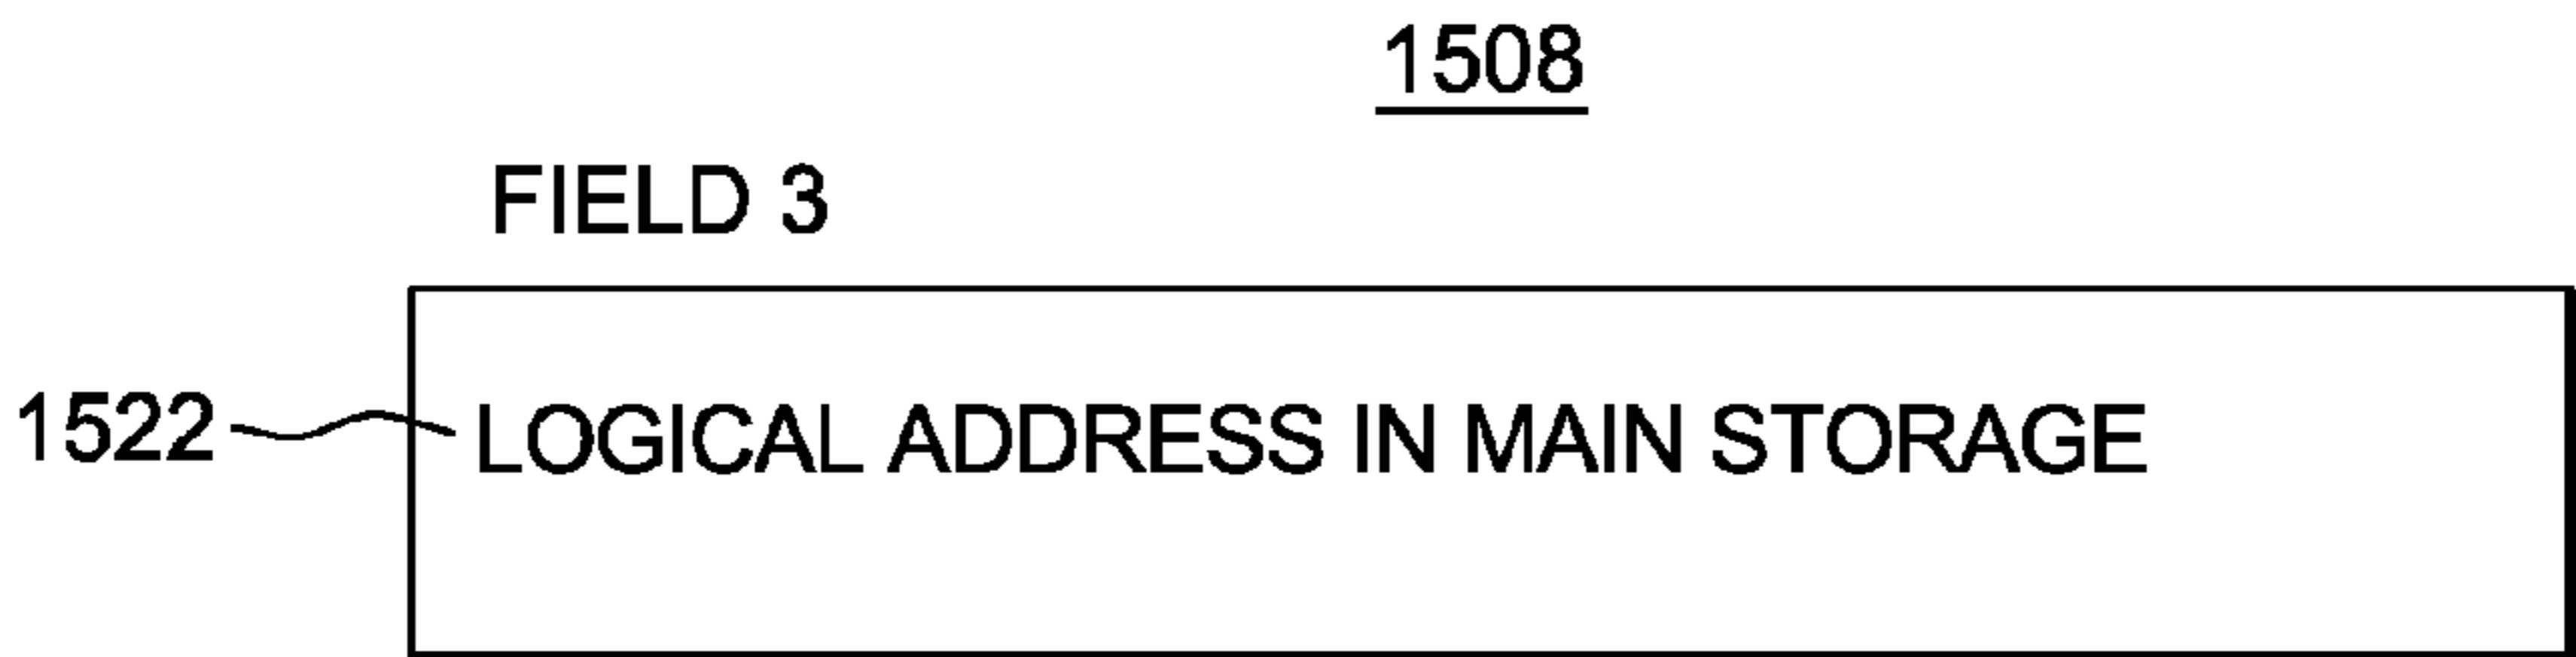 1508
FIELD 3
1522 LOGICAL ADDRESS IN MAIN STORAGE